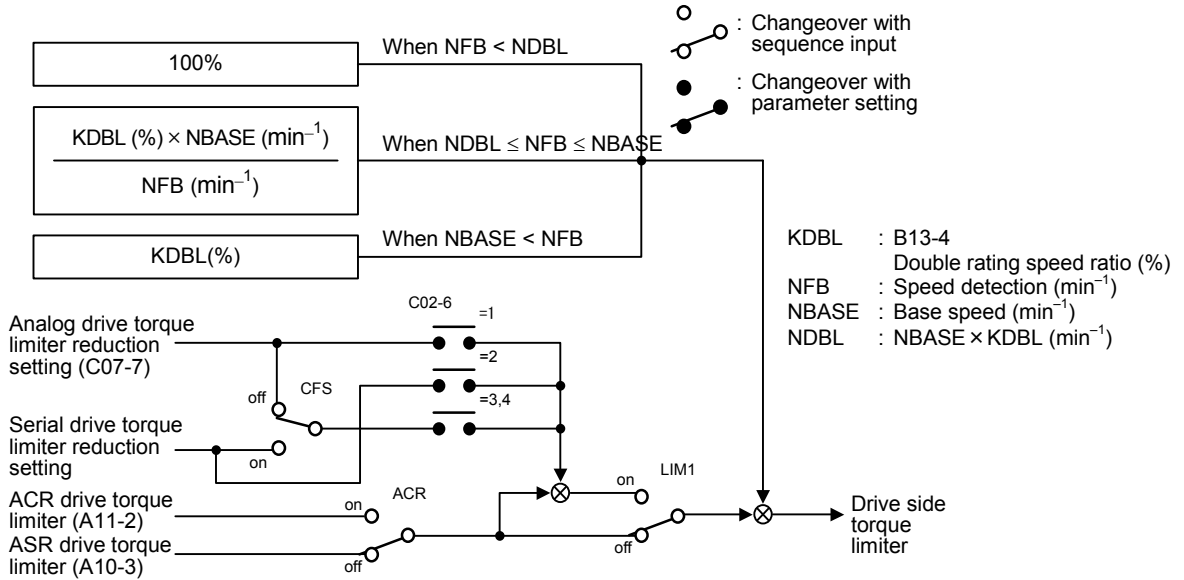 100%
When NFB < NDBL
: Changeover with
sequence input
: Changeover with
parameter setting
KDBL (%) × NBASE (min⁻¹)
NFB (min⁻¹)
When NDBL ≤ NFB ≤ NBASE
KDBL(%)
When NBASE < NFB
KDBL : B13-4
Double rating speed ratio (%)
NFB : Speed detection (min⁻¹)
NBASE : Base speed (min⁻¹)
NDBL : NBASE × KDBL (min⁻¹)
Analog drive torque
limiter reduction
setting (C07-7)
C02-6
=1
=2
=3,4
off
CFS
on
Serial drive torque
limiter reduction
setting
ACR drive torque
limiter (A11-2)
ASR drive torque
limiter (A10-3)
on
ACR
off
on
LIM1
off
Drive side
torque
limiter